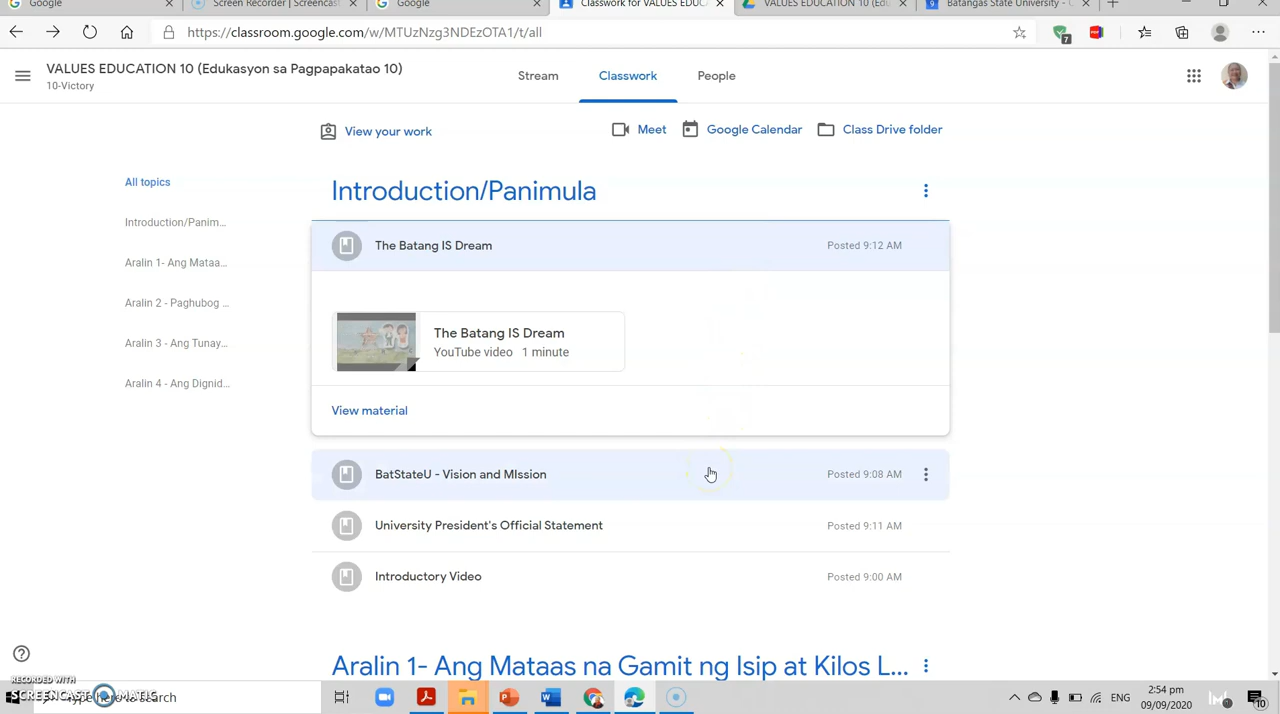 Google
Screen Recorder | Screencast
Google
Classwork for VALUES EDUC
VALUES EDUCATION 10 (Edu
Batangas State University - C
https://classroom.google.com/w/MTUzNzg3NDEzOTA1/t/all
7
VALUES EDUCATION 10 (Edukasyon sa Pagpapakatao 10)
10-Victory
Stream
Classwork
People
View your work
Meet
Google Calendar
Class Drive folder
All topics
Introduction/Panim...
Aralin 1- Ang Mataa...
Aralin 2 - Paghubog ...
Aralin 3 - Ang Tunay...
Aralin 4 - Ang Dignid...
Introduction/Panimula
The Batang IS Dream
Posted 9:12 AM
The Batang IS Dream
YouTube video 1 minute
View material
BatStateU - Vision and MIssion
Posted 9:08 AM
University President's Official Statement
Posted 9:11 AM
Introductory Video
Posted 9:00 AM
Aralin 1- Ang Mataas na Gamit ng Isip at Kilos L...
RECORDED WITH
SCREENCAST MATIC
here to search
ENG
2:54 pm
09/09/2020
10